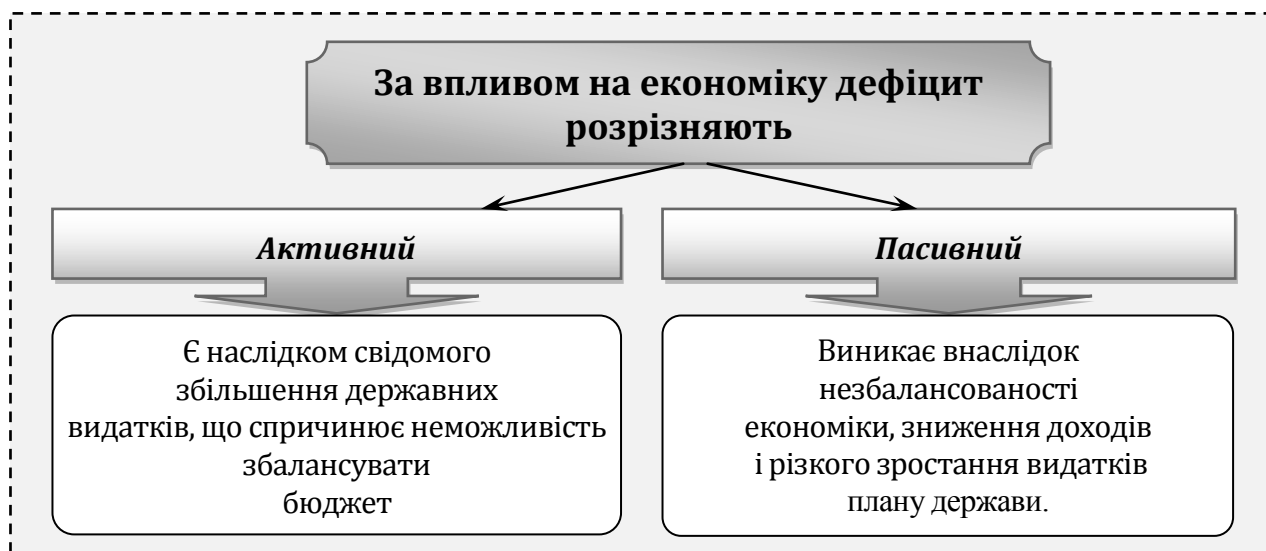 За впливом на економіку дефіцит
розрізняють
Активний
Пасивний
Є наслідком свідомого
збільшення державних
видатків, що спричинює неможливість
збалансувати
бюджет
Виникає внаслідок
незбалансованості
економіки, зниження доходів
і різкого зростання видатків
плану держави.